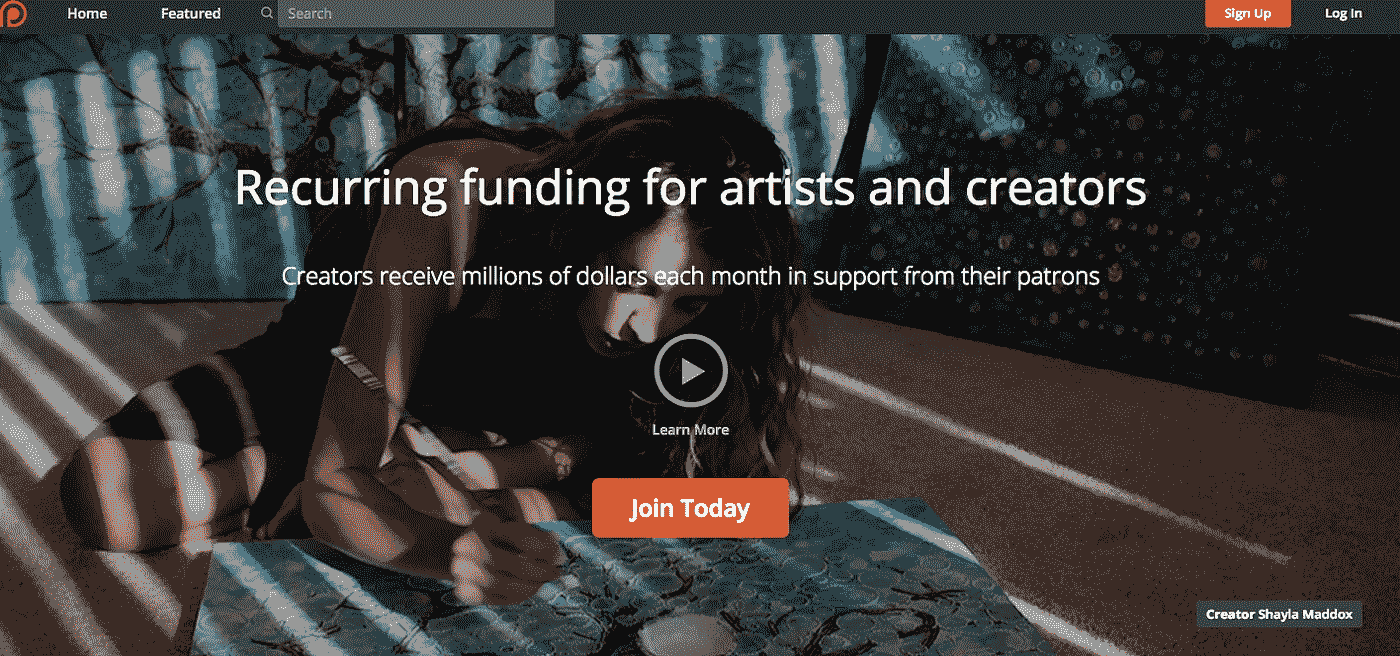 Home
Featured
Search
Sign Up
Log In
Recurring funding for artists and creators
Creators receive millions of dollars each month in support from their patrons
Learn More
Join Today
Creator Shayla Maddox